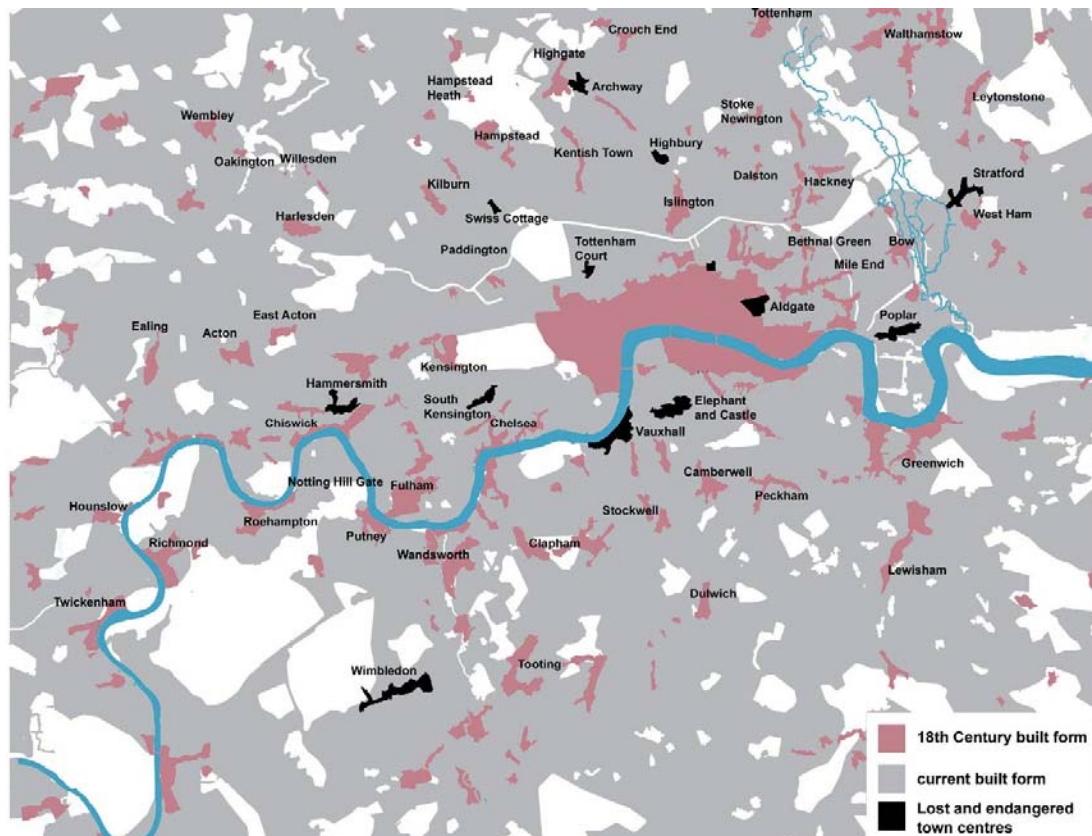 Tottenham
Crouch End
Walthamstow
Highgate
Archway
Hampstead
Heath
Leytonstone
Stoke
Newington
Wembley
Hampstead
Highbury
Kentish Town
Oakington
Willesden
Dalston
Stratford
Kilburn
Hackney
Islington
West Ham
Harlesden
Swiss Cottage
Paddington
Tottenham
Court
Bethnal Green
Bow
Mile End
Aldgate
Poplar
East Acton
Ealing
Acton
Kensington
Hammersmith
South
Kensington
Elephant
and Castle
Chiswick
Chelsea
Vauxhall
Greenwich
Notting Hill Gate
Fulham
Camberwell
Peckham
Hounslow
Roehampton
Putney
Stockwell
Richmond
Wandsworth
Clapham
Lewisham
Twickenham
Dulwich
Wimbledon
Tooting
18th Century built form
current built form
Lost and endangered
town centres